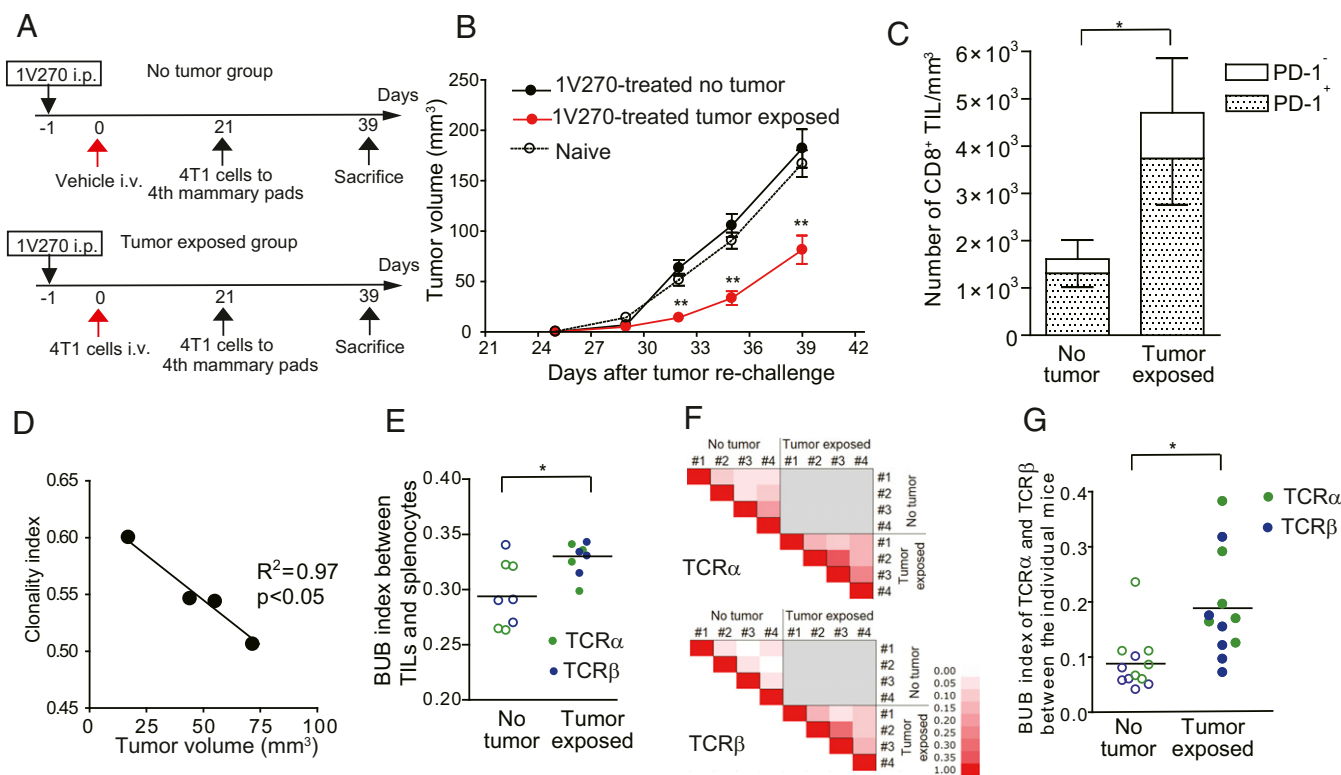 A
1V270 i.p.
No tumor group
Days
-1
0
21
39
Vehicle i.v.
4T1 cells to
4th mammary pads
Sacrifice
1V270 i.p.
Tumor exposed group
Days
-1
0
21
39
4T1 cells i.v.
4T1 cells to
4th mammary pads
Sacrifice
B
Tumor volume (mm³)
250
200
150
100
50
0
1V270-treated no tumor
1V270-treated tumor exposed
Naive
**
**
**
21 25 29 33 35 39 42
Days after tumor re-challenge
C
Number of CD8⁺ TIL/mm³
6×10³
5×10³
4×10³
3×10³
2×10³
1×10³
0
*
PD-1⁻
PD-1⁺
No
tumor
Tumor
exposed
D
Clonality index
0.65
0.60
0.55
0.50
0.45
R²=0.97
p<0.05
0 25 50 75 100
Tumor volume (mm³)
E
BUB index between
TILs and splenocytes
0.40
0.35
0.30
0.25
0.20
*
TCRα
TCRβ
No
tumor
Tumor
exposed
F
No tumor Tumor exposed
#1 #2 #3 #4 #1 #2 #3 #4
#1
#2
#3
#4
No tumor
#1
#2
#3
#4
Tumor
exposed
TCRα
No tumor Tumor exposed
#1 #2 #3 #4 #1 #2 #3 #4
#1
#2
#3
#4
No tumor
#1
#2
#3
#4
Tumor
exposed
TCRβ
0.00
0.05
0.10
0.15
0.20
0.25
0.30
0.35
0.50
1.00
G
BUB index of TCRα and TCRβ
between the individual mice
0.4
0.3
0.2
0.1
0.0
*
TCRα
TCRβ
No
tumor
Tumor
exposed